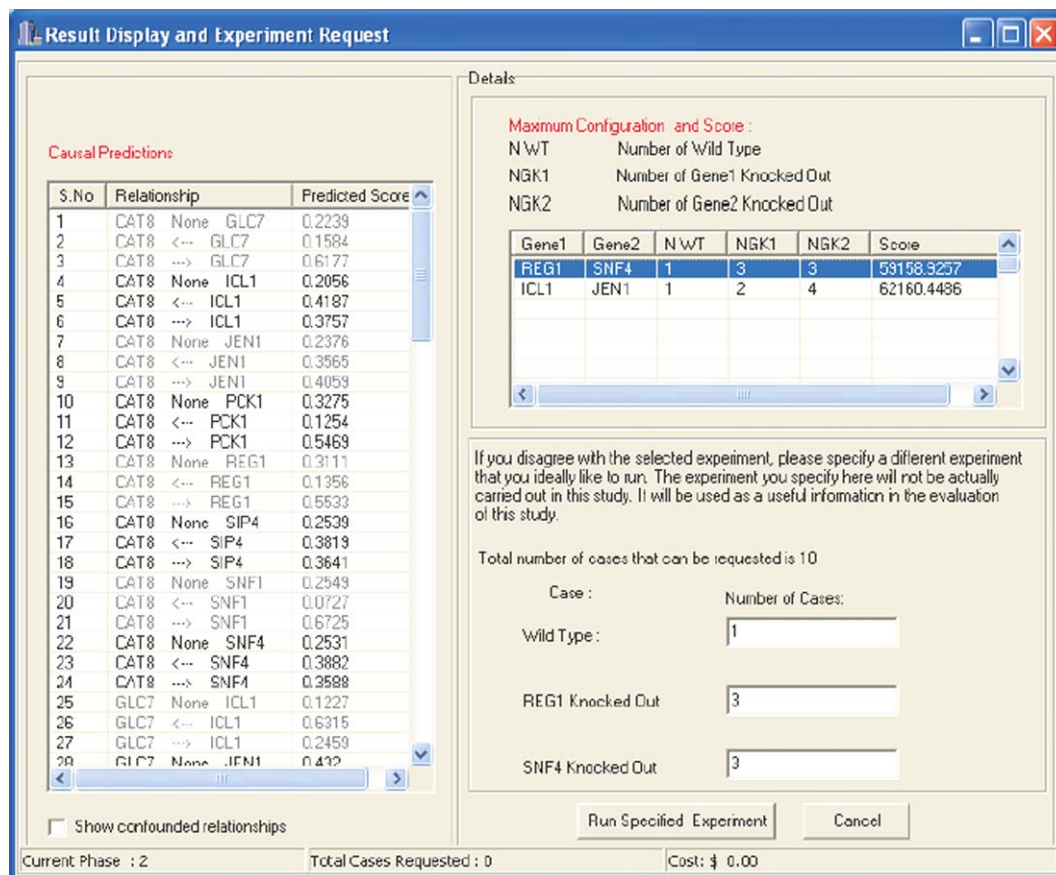 Result Display and Experiment Request
Causal Predictions
S.No Relationship Predicted Score
1 CAT8 None GLC7 0.2239
2 CAT8 <--- GLC7 0.1584
3 CAT8 ---> GLC7 0.6177
4 CAT8 None ICL1 0.2056
5 CAT8 <--- ICL1 0.4187
6 CAT8 ---> ICL1 0.3757
7 CAT8 None JEN1 0.2376
8 CAT8 <--- JEN1 0.3565
9 CAT8 ---> JEN1 0.4059
10 CAT8 None PCK1 0.3275
11 CAT8 <--- PCK1 0.1254
12 CAT8 ---> PCK1 0.5469
13 CAT8 None REG1 0.3111
14 CAT8 <--- REG1 0.1356
15 CAT8 ---> REG1 0.5533
16 CAT8 None SIP4 0.2539
17 CAT8 <--- SIP4 0.3819
18 CAT8 ---> SIP4 0.3641
19 CAT8 None SNF1 0.2549
20 CAT8 <--- SNF1 0.0727
21 CAT8 ---> SNF1 0.6725
22 CAT8 None SNF4 0.2531
23 CAT8 <--- SNF4 0.3882
24 CAT8 ---> SNF4 0.3588
25 GLC7 None ICL1 0.1227
26 GLC7 <--- ICL1 0.6315
27 GLC7 ---> ICL1 0.2459
28 GLC7 None JEN1 0.432
Show confounded relationships
Details
Maximum Configuration and Score :
N WT Number of Wild Type
NGK1 Number of Gene1 Knocked Out
NGK2 Number of Gene2 Knocked Out
Gene1 Gene2 N WT NGK1 NGK2 Score
REG1 SNF4 1 3 3 59158.9257
ICL1 JEN1 1 2 4 62160.4486
If you disagree with the selected experiment, please specify a different experiment
that you ideally like to run. The experiment you specify here will not be actually
carried out in this study. It will be used as a useful information in the evaluation
of this study.
Total number of cases that can be requested is 10
Case : Number of Cases:
Wild Type : 1
REG1 Knocked Out 3
SNF4 Knocked Out 3
Run Specified Experiment Cancel
Current Phase : 2 Total Cases Requested : 0 Cost: $ 0.00